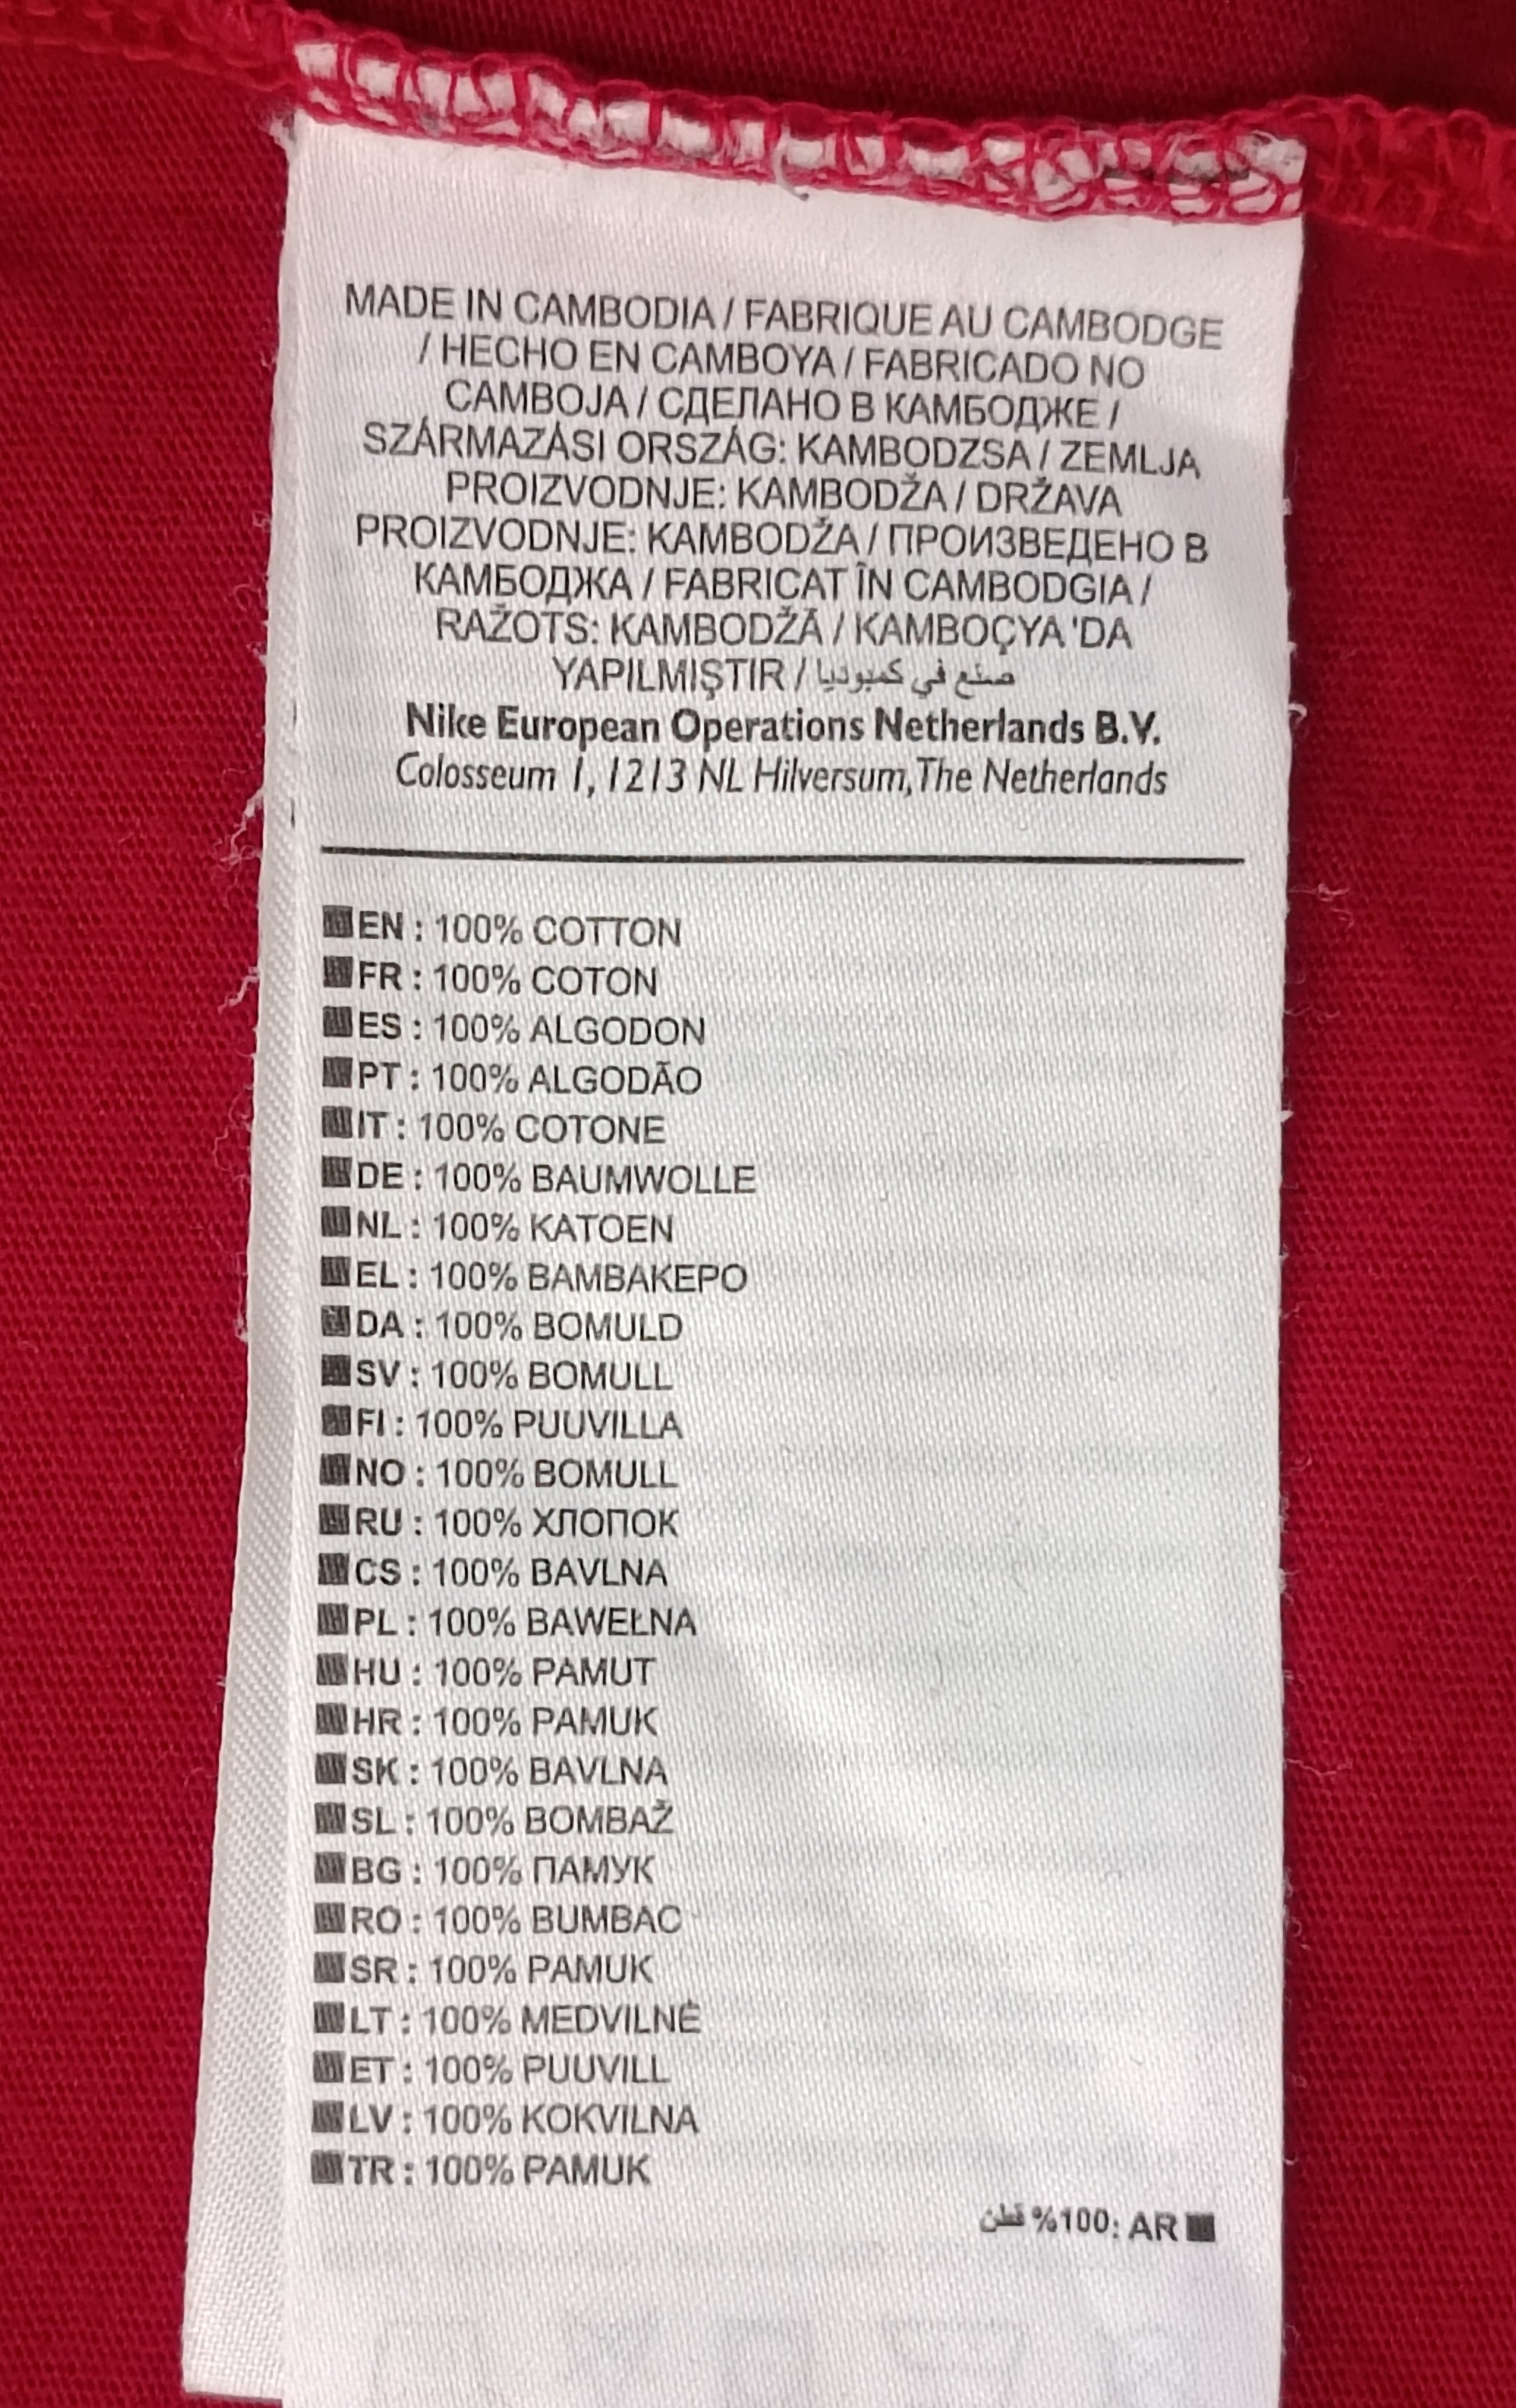 MADE IN CAMBODIA / FABRIQUE AU CAMBODGE
/ HECHO EN CAMBOYA / FABRICADO NO
CAMBOJA / СДЕЛАНО В КАМБОДЖЕ /
SZÁRMAZÁSI ORSZÁG: KAMBODZSA / ZEMLJA
PROIZVODNJE: KAMBODŽA / DRŽAVA
PROIZVODNJE: KAMBODŽA / ПРОИЗВЕДЕНО В
КАМБОДЖА / FABRICAT ÎN CAMBODGIA /
RAŽOTS: KAMBODŽĀ / KAMBOÇYA 'DA
YAPILMIŞTIR / صنع في كمبوديا
Nike European Operations Netherlands B.V.
Colosseum 1, 1213 NL Hilversum, The Netherlands
EN : 100% COTTON
FR : 100% COTON
ES : 100% ALGODON
PT : 100% ALGODÃO
IT : 100% COTONE
DE : 100% BAUMWOLLE
NL : 100% KATOEN
EL : 100% ΒΑΜΒΑΚΕΡΟ
DA : 100% BOMULD
SV : 100% BOMULL
FI : 100% PUUVILLA
NO : 100% BOMULL
RU : 100% ХЛОПОК
CS : 100% BAVLNA
PL : 100% BAWEŁNA
HU : 100% PAMUT
HR : 100% PAMUK
SK : 100% BAVLNA
SL : 100% BOMBAŽ
BG : 100% ПАМУК
RO : 100% BUMBAC
SR : 100% PAMUK
LT : 100% MEDVILNĖ
ET : 100% PUUVILL
LV : 100% KOKVILNA
TR : 100% PAMUK
AR :100% قطن